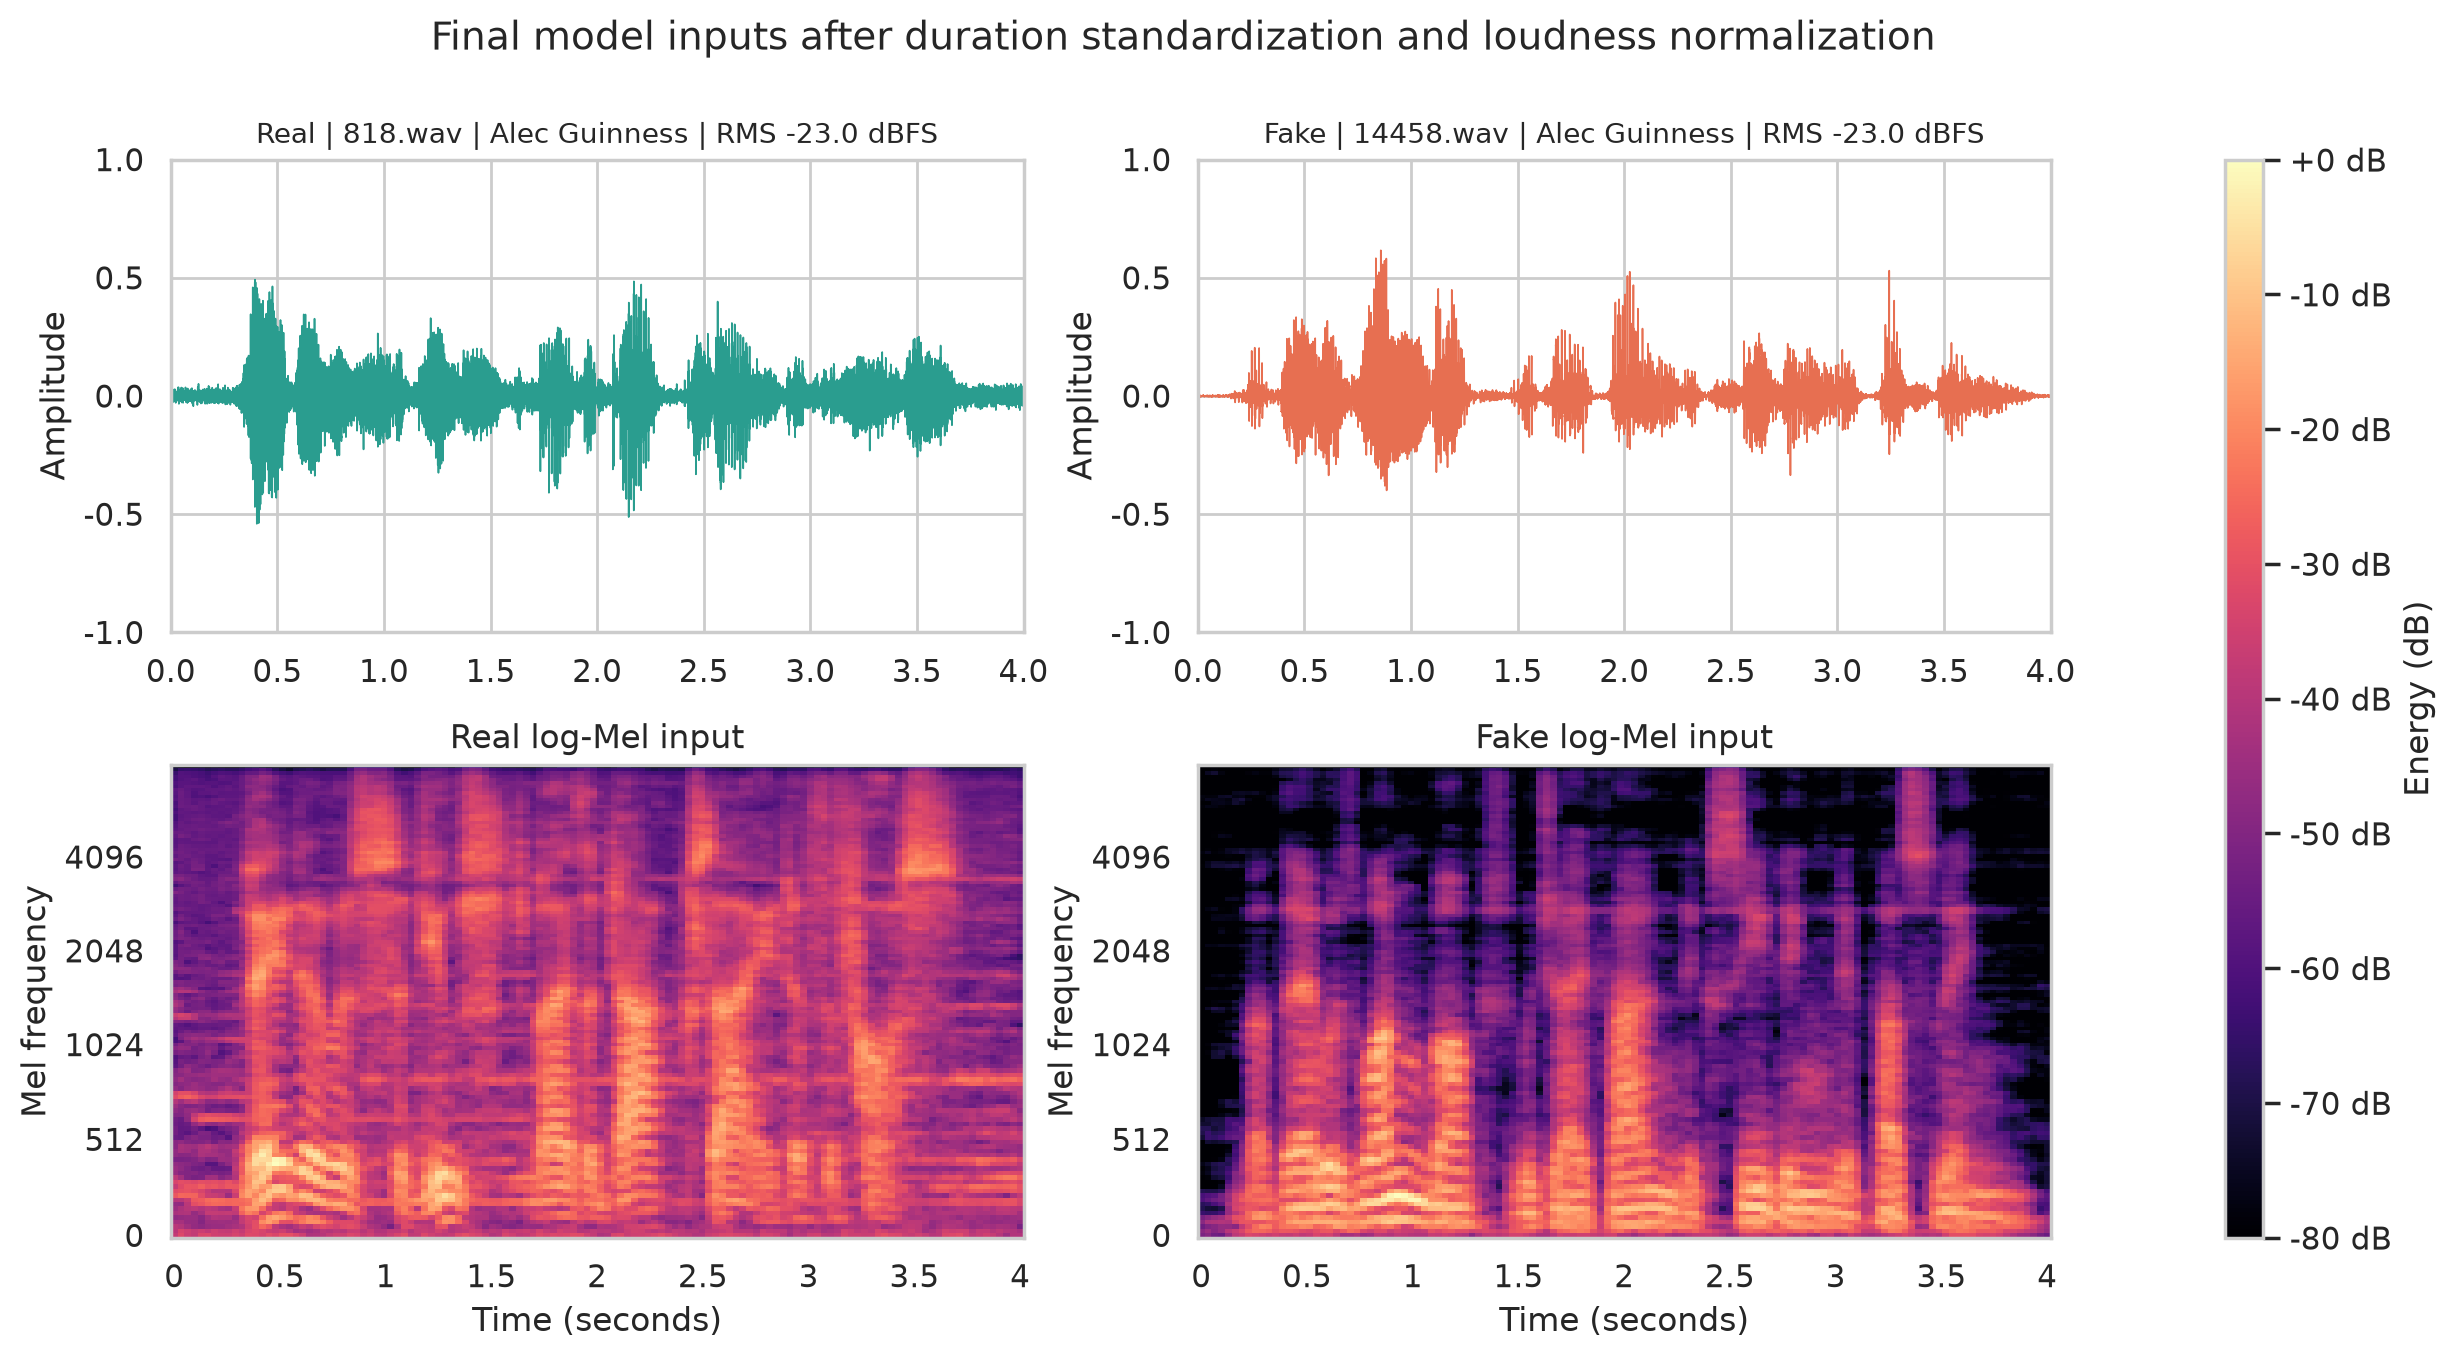 Final model inputs after duration standardization and loudness normalization
Real | 818.wav | Alec Guinness | RMS -23.0 dBFS
1.0
0.5
0.0
-0.5
-1.0
Amplitude
0.0 0.5 1.0 1.5 2.0 2.5 3.0 3.5 4.0
Fake | 14458.wav | Alec Guinness | RMS -23.0 dBFS
1.0
0.5
0.0
-0.5
-1.0
Amplitude
0.0 0.5 1.0 1.5 2.0 2.5 3.0 3.5 4.0
Real log-Mel input
4096
2048
1024
512
0
Mel frequency
0 0.5 1 1.5 2 2.5 3 3.5 4
Time (seconds)
Fake log-Mel input
4096
2048
1024
512
0
Mel frequency
0 0.5 1 1.5 2 2.5 3 3.5 4
Time (seconds)
+0 dB
-10 dB
-20 dB
-30 dB
-40 dB
-50 dB
-60 dB
-70 dB
-80 dB
Energy (dB)